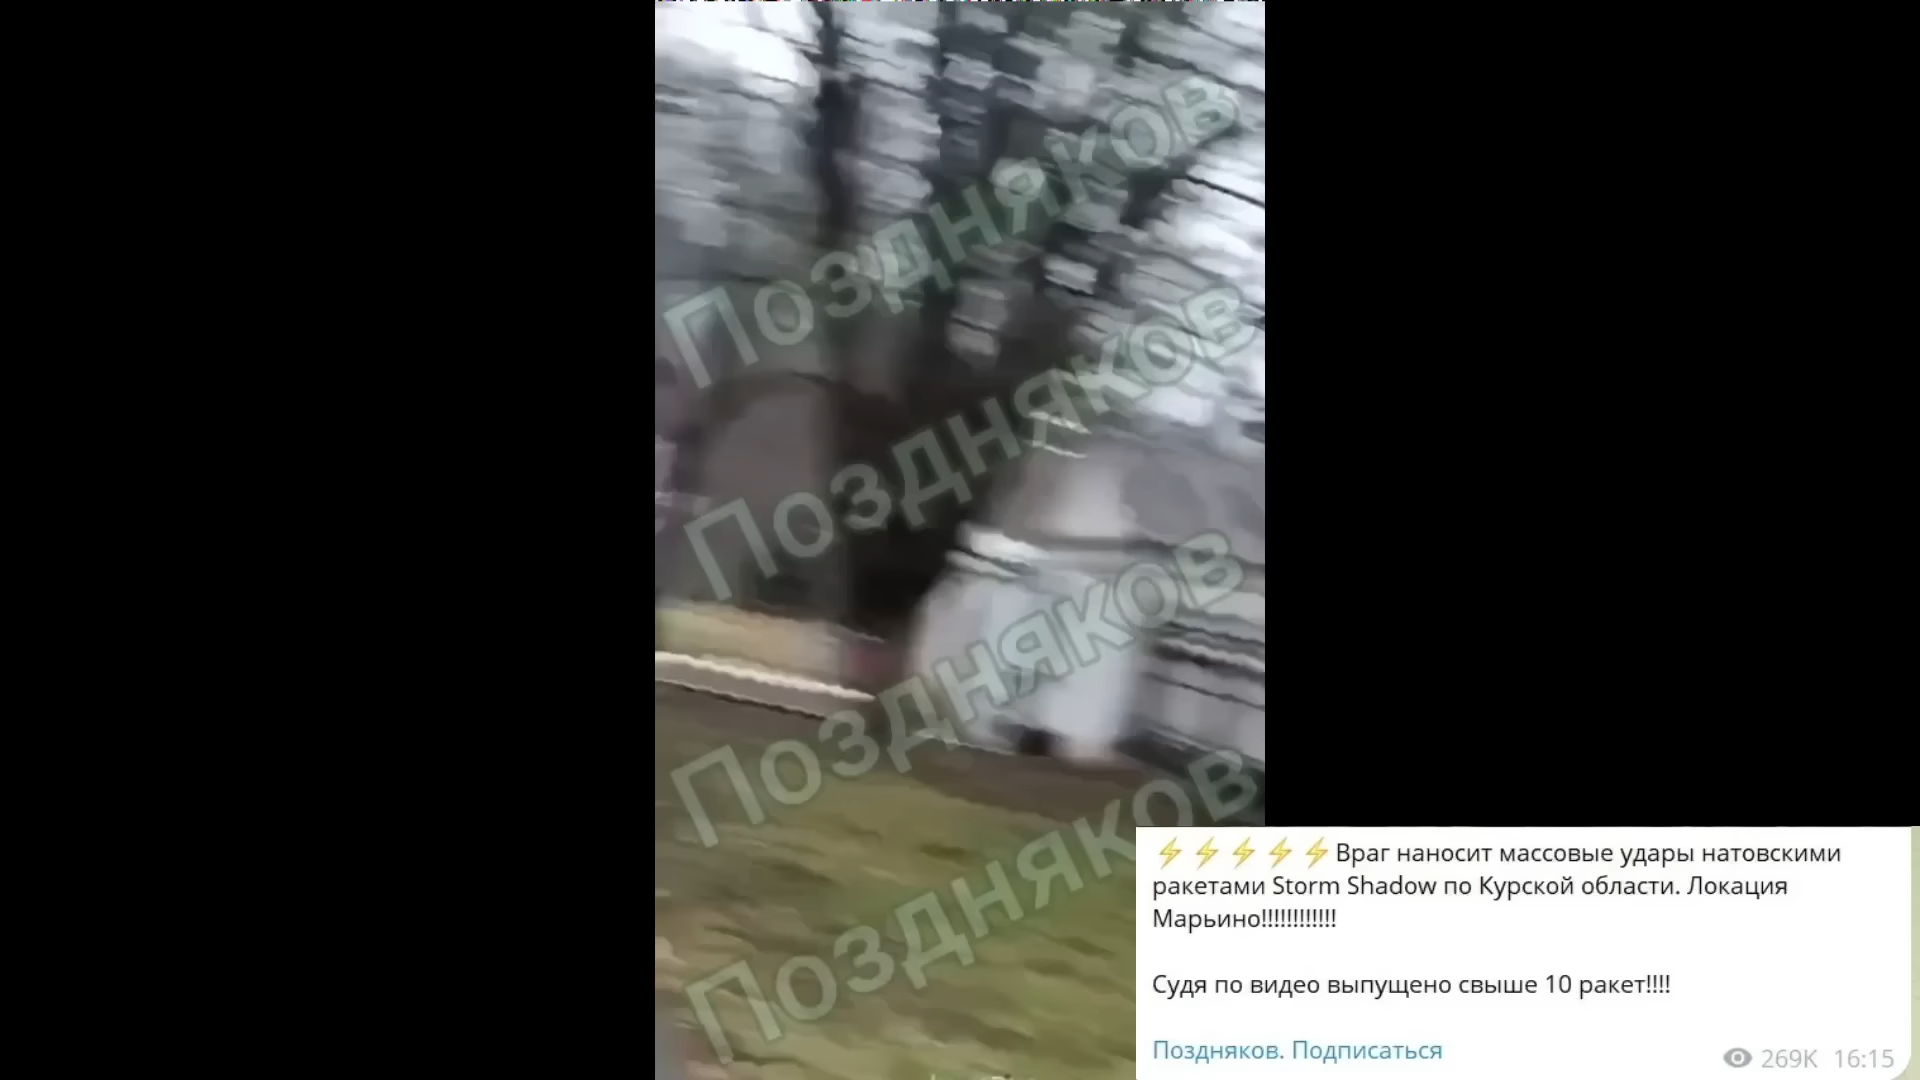 Поздняков
Поздняков
Поздняков
Поздняков
⚡⚡⚡⚡⚡Враг наносит массовые удары натовскими
ракетами Storm Shadow по Курской области. Локация
Марьино!!!!!!!!!!!!
Судя по видео выпущено свыше 10 ракет!!!!
Поздняков. Подписаться
269K 16:15